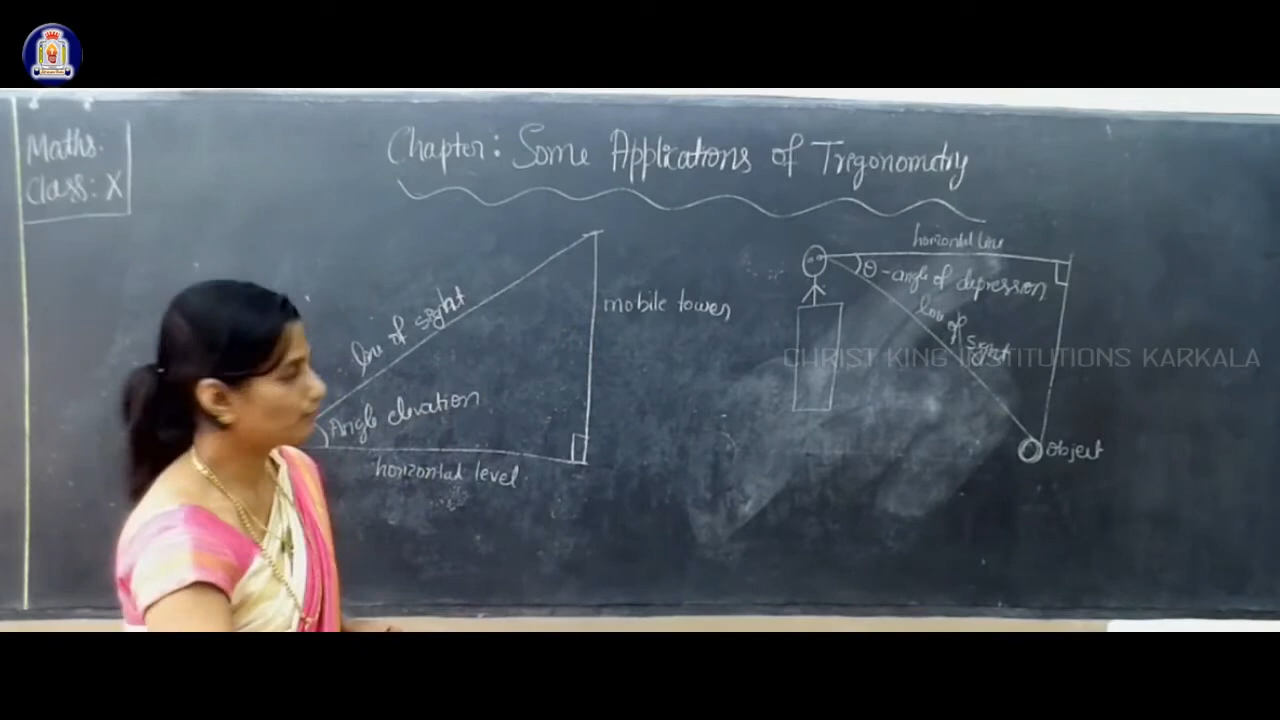 Maths.
Class: X
Chapter: Some Applications of Trigonometry
line of sight
mobile tower
Angle elevation
horizontal level
horizontal line
θ-angle of depression
line of sight
object
CHRIST KING INSTITUTIONS KARKALA